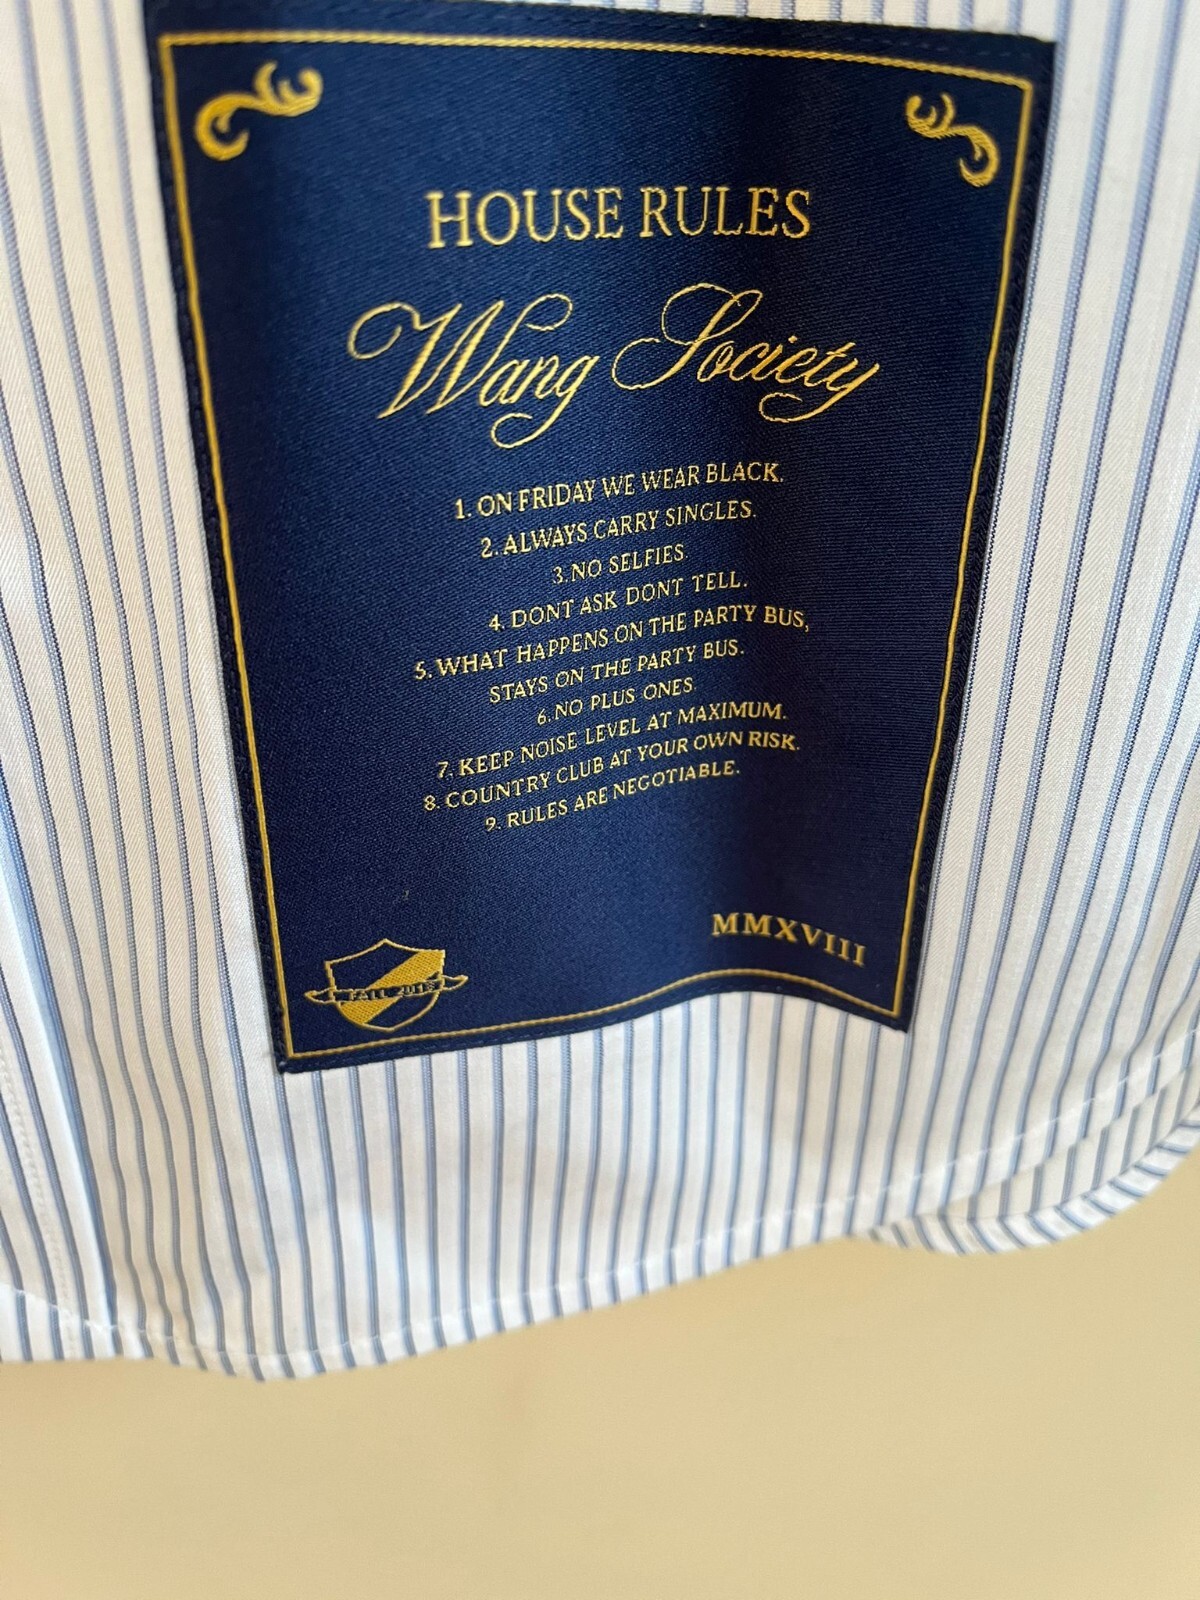 HOUSE RULES
Wang Society
1. ON FRIDAY WE WEAR BLACK.
2. ALWAYS CARRY SINGLES.
3. NO SELFIES.
4. DONT ASK DONT TELL.
5. WHAT HAPPENS ON THE PARTY BUS,
STAYS ON THE PARTY BUS.
6. NO PLUS ONES.
7. KEEP NOISE LEVEL AT MAXIMUM.
8. COUNTRY CLUB AT YOUR OWN RISK.
9. RULES ARE NEGOTIABLE.
MMXVIII
FALL 2018